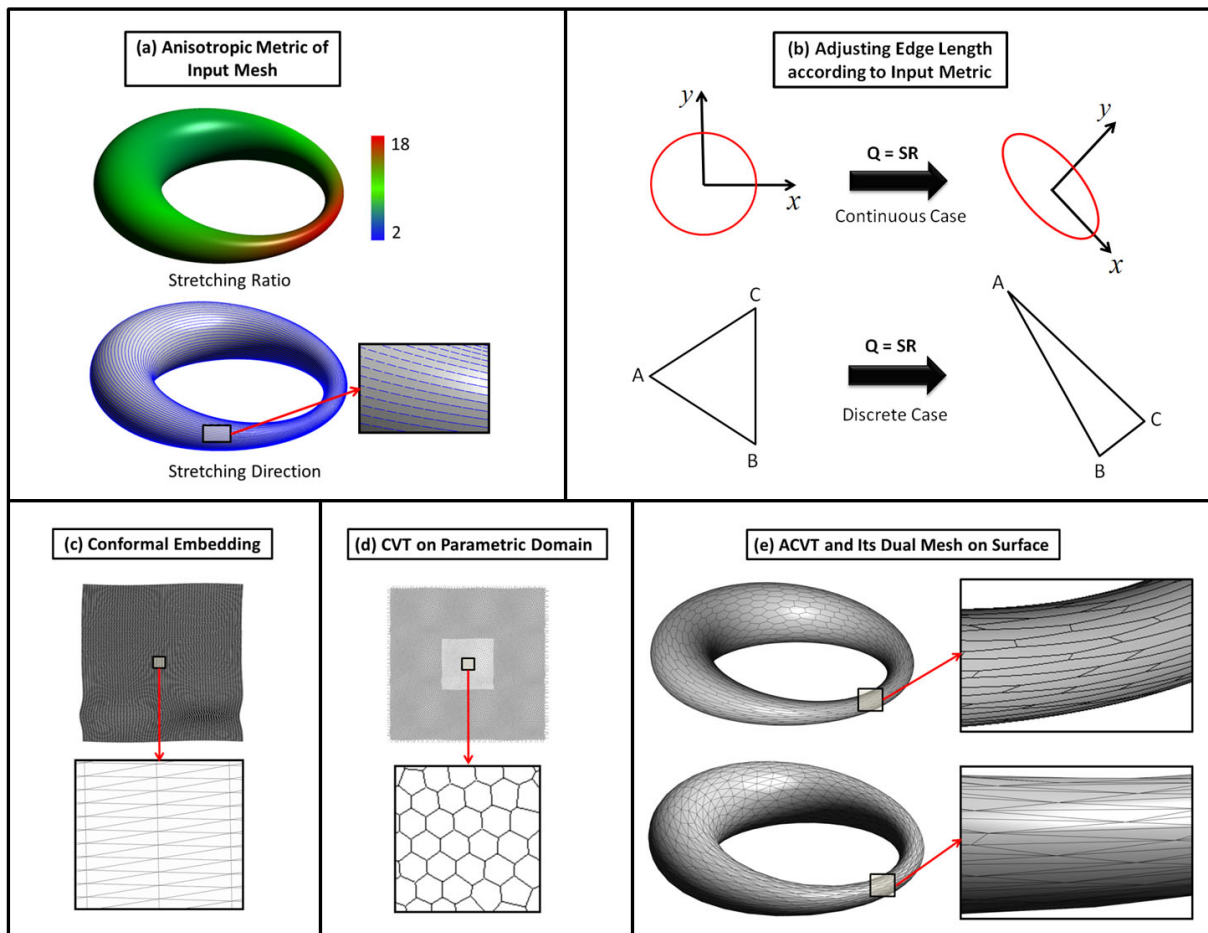 (a) Anisotropic Metric of
Input Mesh
18
2
Stretching Ratio
Stretching Direction
(b) Adjusting Edge Length
according to Input Metric
y
x
Q = SR
Continuous Case
y
x
C
A
B
Q = SR
Discrete Case
A
C
B
(c) Conformal Embedding
(d) CVT on Parametric Domain
(e) ACVT and Its Dual Mesh on Surface